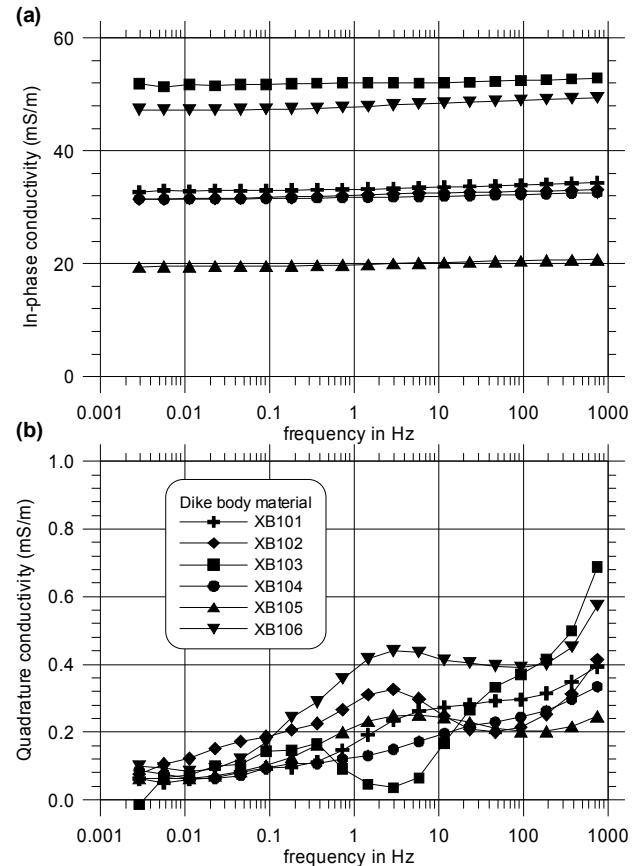 (a)
60
40
20
0
In-phase conductivity (mS/m)
0.001 0.01 0.1 1 10 100 1000
frequency in Hz
(b)
1.0
0.8
0.6
0.4
0.2
0.0
Quadrature conductivity (mS/m)
Dike body material
XB101
XB102
XB103
XB104
XB105
XB106
0.001 0.01 0.1 1 10 100 1000
frequency in Hz